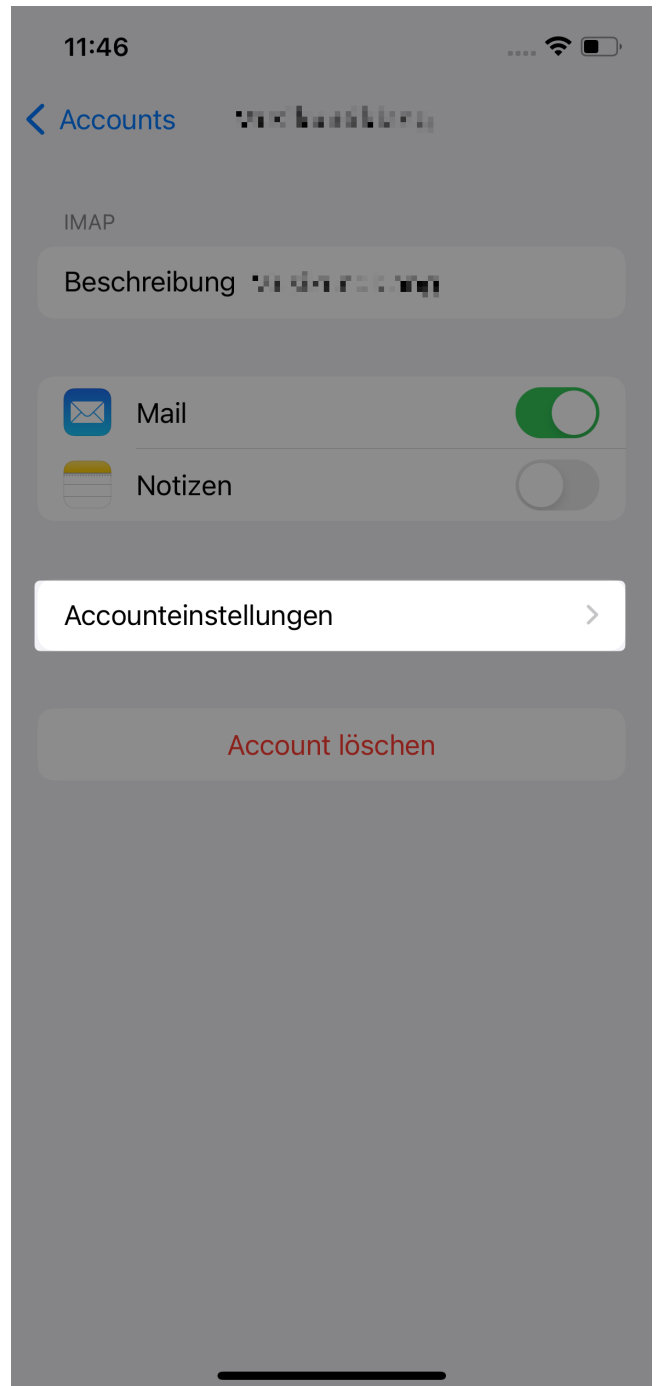 11:46
Accounts
IMAP
Beschreibung
Mail
Notizen
Accounteinstellungen
Account löschen